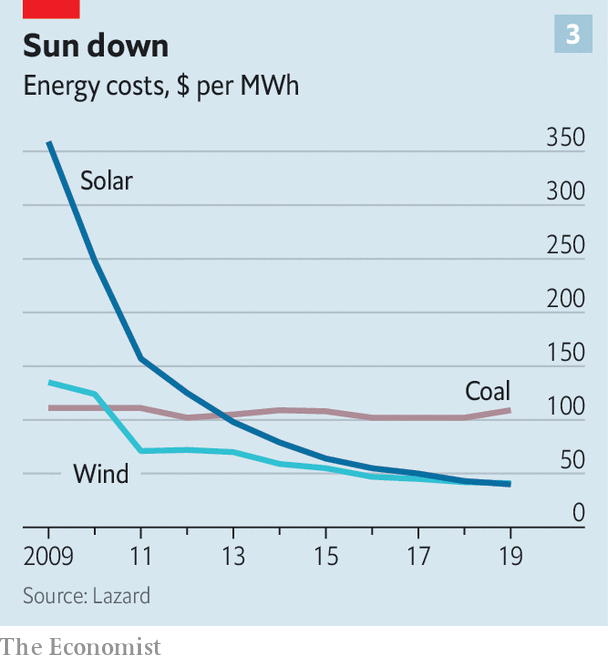 Sun down
3
Energy costs, $ per MWh
350
Solar
300
250
200
150
Coal
100
Wind
50
0
2009 11 13 15 17 19
Source: Lazard
The Economist